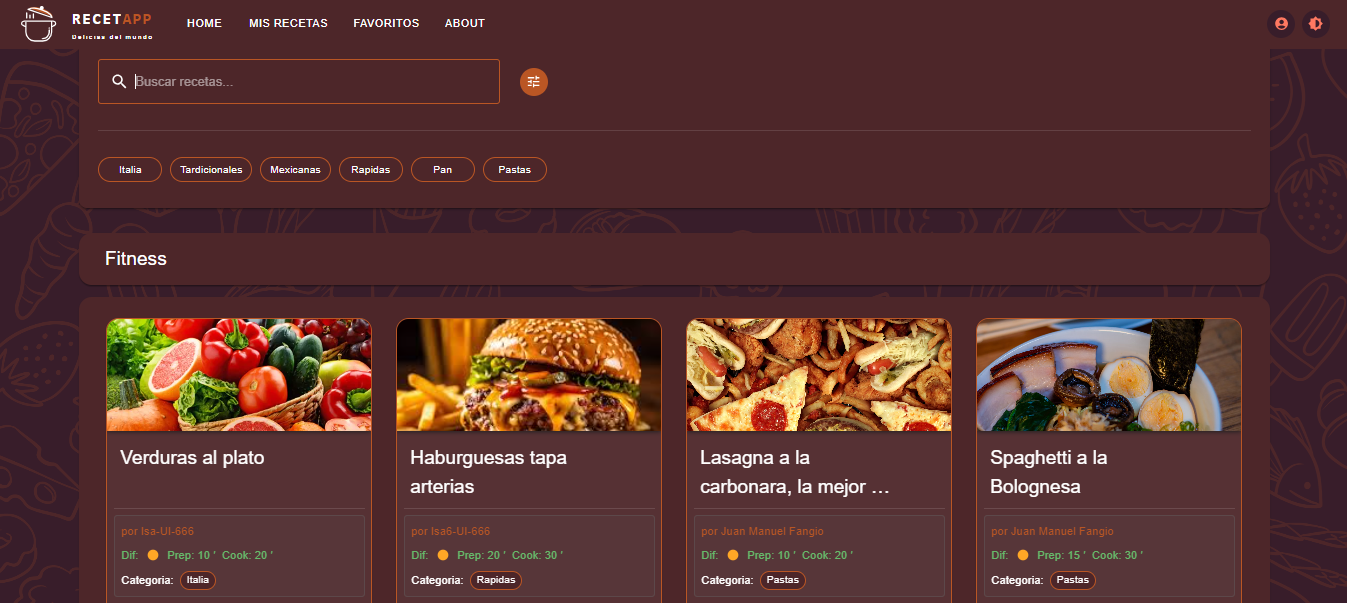 RECETAPP
Delicias del mundo
HOME MIS RECETAS FAVORITOS ABOUT
Buscar recetas...
Italia Tardicionales Mexicanas Rapidas Pan Pastas
Fitness
Verduras al plato
por Isa-UI-666
Dif: Prep: 10 ' Cook: 20 '
Categoria: Italia
Haburguesas tapa
arterias
por Isa6-UI-666
Dif: Prep: 20 ' Cook: 30 '
Categoria: Rapidas
Lasagna a la
carbonara, la mejor …
por Juan Manuel Fangio
Dif: Prep: 10 ' Cook: 20 '
Categoria: Pastas
Spaghetti a la
Bolognesa
por Juan Manuel Fangio
Dif: Prep: 15 ' Cook: 30 '
Categoria: Pastas